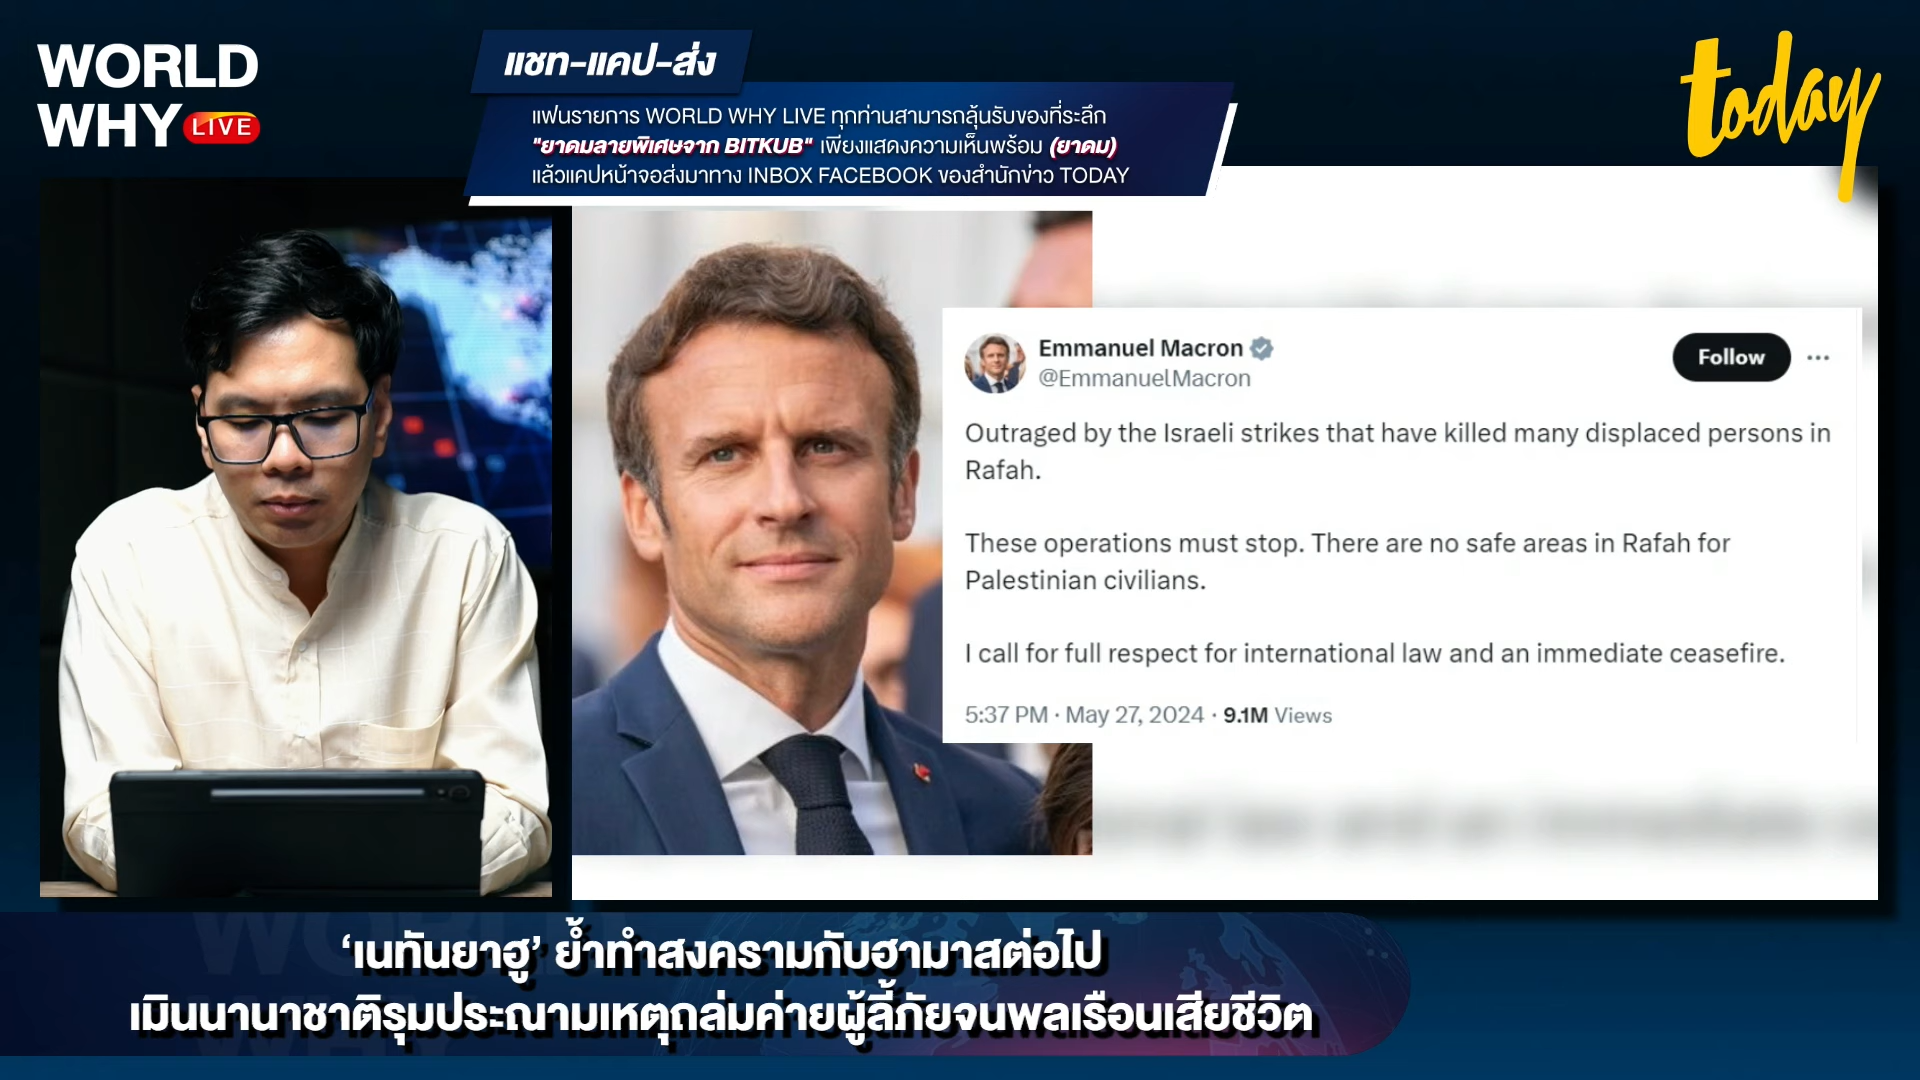 WORLD
WHY LIVE
แชท-แคป-ส่ง
แฟนรายการ WORLD WHY LIVE ทุกท่านสามารถลุ้นรับของที่ระลึก
"ยาดมลายพิเศษจาก BITKUB" เพียงแสดงความเห็นพร้อม (ยาดม)
แล้วแคปหน้าจอส่งมาทาง INBOX FACEBOOK ของสำนักข่าว TODAY
today
Emmanuel Macron
@EmmanuelMacron
Follow
Outraged by the Israeli strikes that have killed many displaced persons in
Rafah.
These operations must stop. There are no safe areas in Rafah for
Palestinian civilians.
I call for full respect for international law and an immediate ceasefire.
5:37 PM · May 27, 2024 · 9.1M Views
‘เนทันยาฮู’ ย้ำทำสงครามกับฮามาสต่อไป
เมินนานาชาติรุมประณามเหตุถล่มค่ายผู้ลี้ภัยจนพลเรือนเสียชีวิต